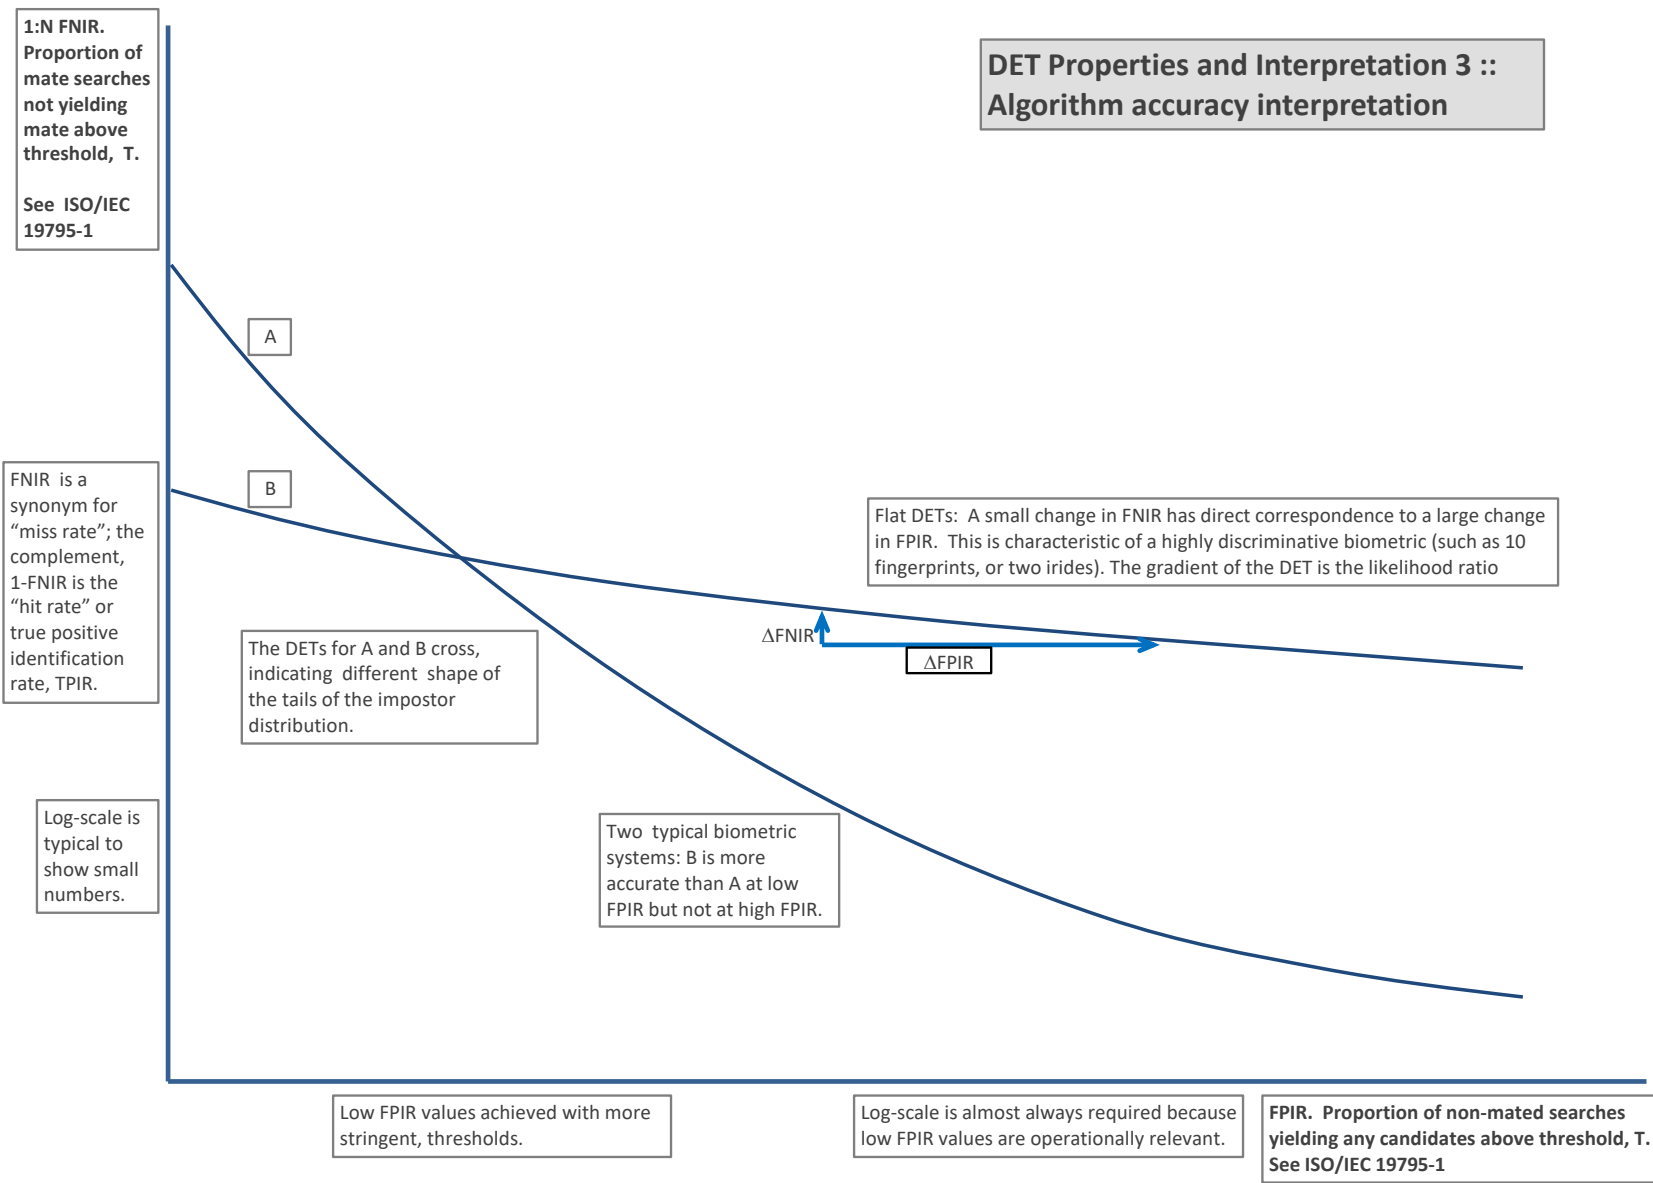 1:N FNIR.
Proportion of
mate searches
not yielding
mate above
threshold, T.
See ISO/IEC
19795-1
DET Properties and Interpretation 3 ::
Algorithm accuracy interpretation
A
B
FNIR is a
synonym for
“miss rate”; the
complement,
1-FNIR is the
“hit rate” or
true positive
identification
rate, TPIR.
Flat DETs: A small change in FNIR has direct correspondence to a large change
in FPIR. This is characteristic of a highly discriminative biometric (such as 10
fingerprints, or two irides). The gradient of the DET is the likelihood ratio
ΔFNIR
ΔFPIR
The DETs for A and B cross,
indicating different shape of
the tails of the impostor
distribution.
Log-scale is
typical to
show small
numbers.
Two typical biometric
systems: B is more
accurate than A at low
FPIR but not at high FPIR.
Low FPIR values achieved with more
stringent, thresholds.
Log-scale is almost always required because
low FPIR values are operationally relevant.
FPIR. Proportion of non-mated searches
yielding any candidates above threshold, T.
See ISO/IEC 19795-1